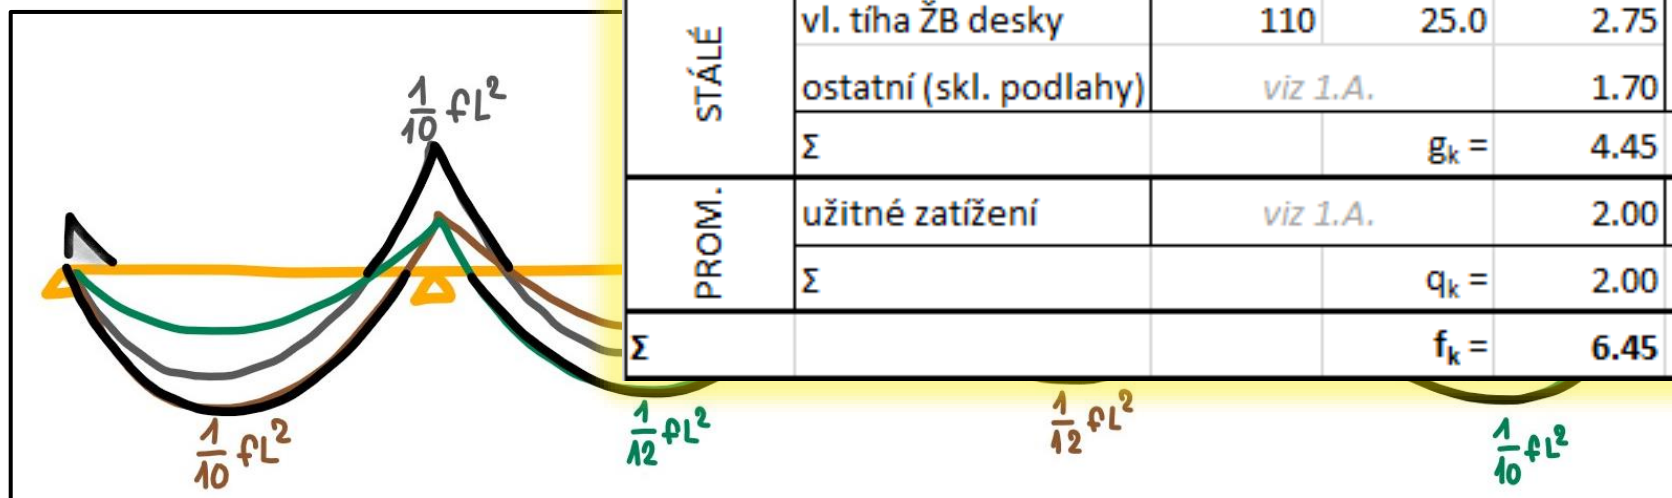 STÁLÉ
vl. tíha ŽB desky 110 25.0 2.75
ostatní (skl. podlahy) viz 1.A. 1.70
Σ gk = 4.45
PROM.
užitné zatížení viz 1.A. 2.00
Σ qk = 2.00
Σ fk = 6.45
1/10 fL²
1/10 fL²
1/12 fL²
1/12 fL²
1/10 fL²